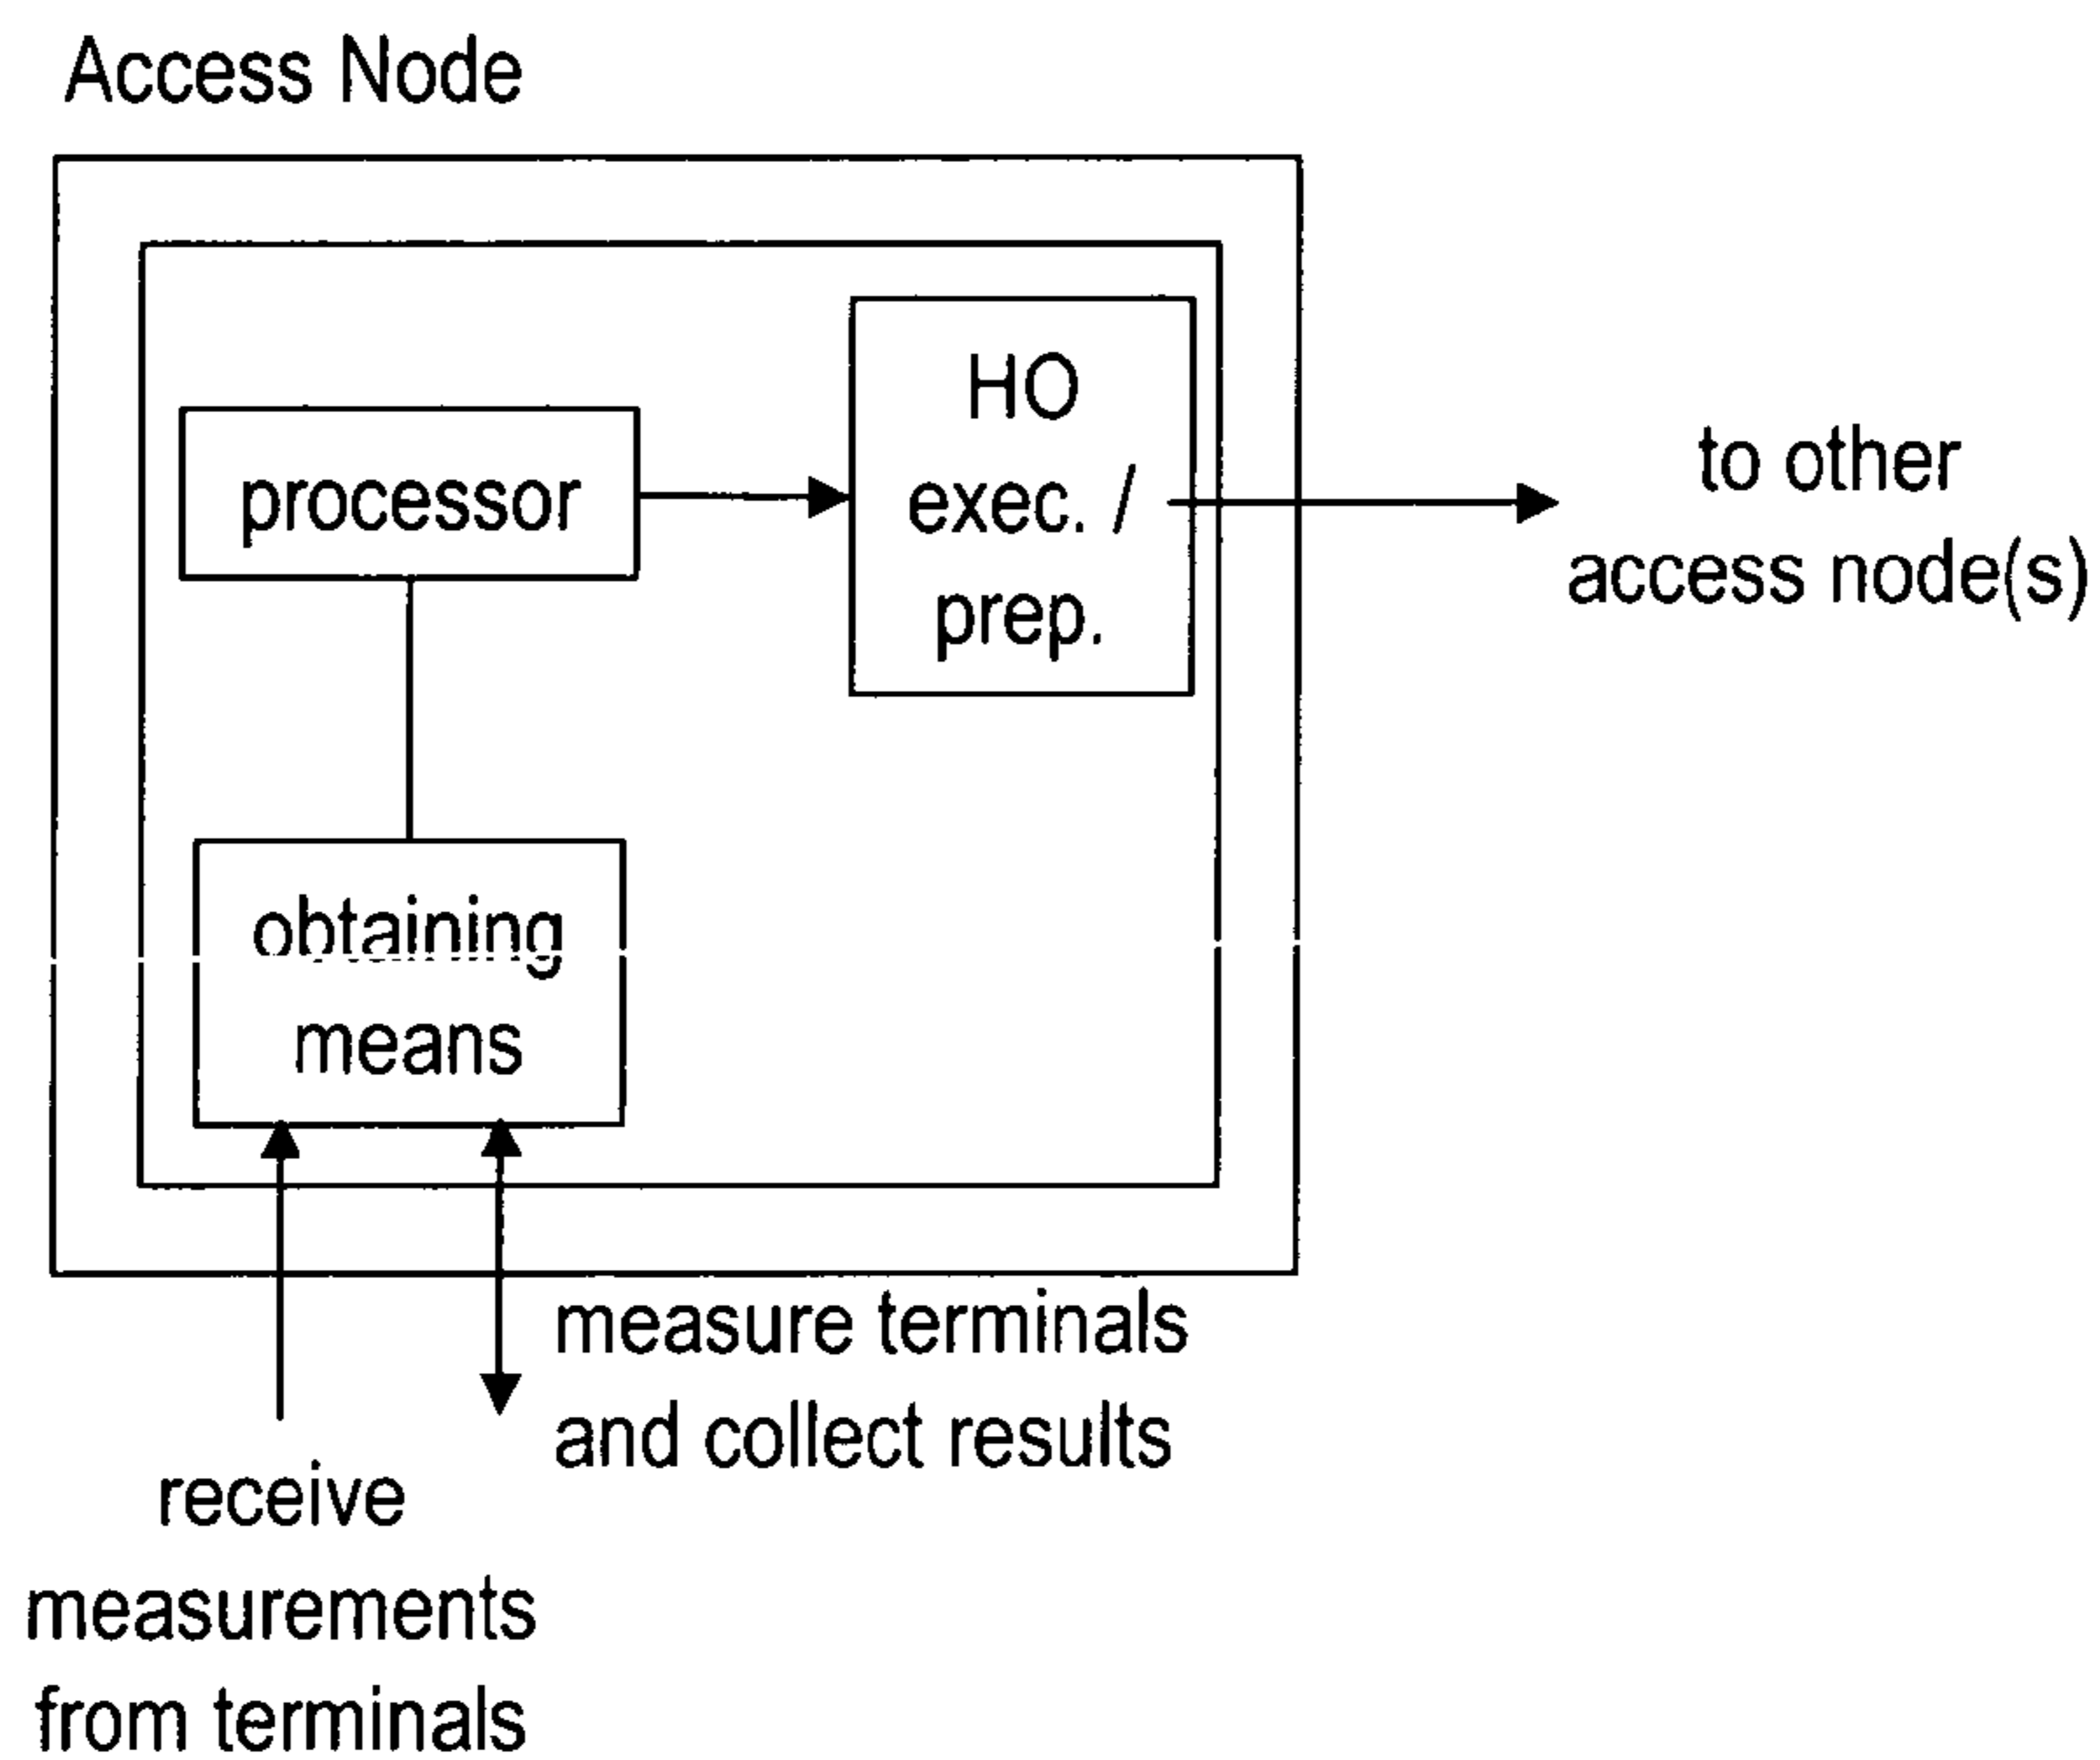 Access Node
HO
exec. /
prep.
processor
to other
access node(s)
obtaining
means
measure terminals
and collect results
receive
measurements
from terminals